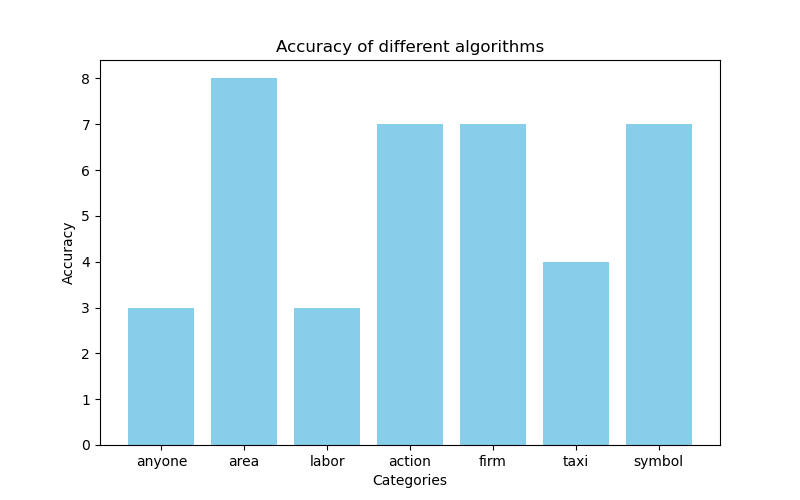 Accuracy of different algorithms
Accuracy
8
7
6
5
4
3
2
1
0
anyone area labor action firm taxi symbol
Categories